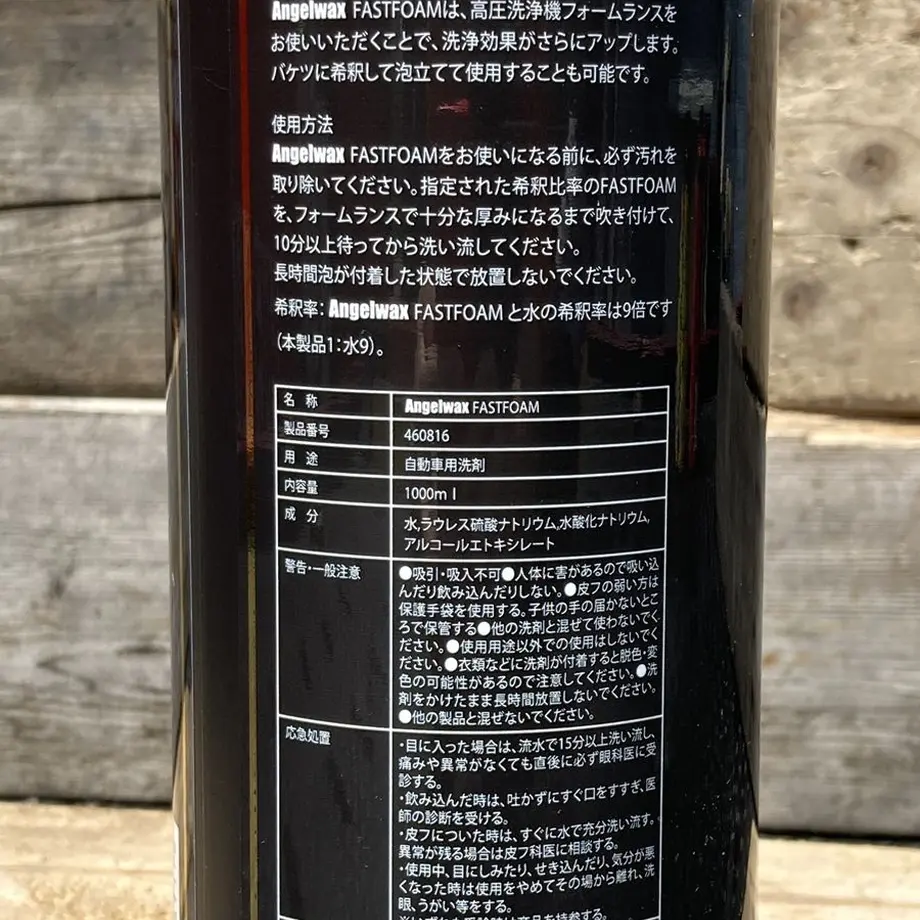 Angelwax FASTFOAMは、高圧洗浄機フォームランスを
お使いいただくことで、洗浄効果がさらにアップします。
バケツに希釈して泡立てて使用することも可能です。
使用方法
Angelwax FASTFOAMをお使いになる前に、必ず汚れを
取り除いてください。指定された希釈比率のFASTFOAM
を、フォームランスで十分な厚みになるまで吹き付けて、
10分以上待ってから洗い流してください。
長時間泡が付着した状態で放置しないでください。
希釈率：Angelwax FASTFOAM と水の希釈率は9倍です
（本製品1：水9）。
名 称 Angelwax FASTFOAM
製品番号 460816
用 途 自動車用洗剤
内容量 1000m l
成 分 水,ラウレス硫酸ナトリウム,水酸化ナトリウム,
アルコールエトキシレート
警告・一般注意 ●吸引・吸入不可●人体に害があるので吸い込
んだり飲み込んだりしない。●皮フの弱い方は
保護手袋を使用する。子供の手の届かないとこ
ろで保管する●他の洗剤と混ぜて使わないでく
ださい。●使用用途以外での使用はしないでく
ださい。●衣類などに洗剤が付着すると脱色・変
色の可能性があるので注意してください。●洗
剤をかけたまま長時間放置しないでください。
●他の製品と混ぜないでください。
応急処置 ・目に入った場合は、流水で15分以上洗い流し、
痛みや異常がなくても直後に必ず眼科医に受
診する。
・飲み込んだ時は、吐かずにすぐ口をすすぎ、医
師の診断を受ける。
・皮フについた時は、すぐに水で充分洗い流す。
異常が残る場合は皮フ科医に相談する。
・使用中、目にしみたり、せき込んだり、気分が悪
くなった時は使用をやめてその場から離れ、洗
眼、うがい等をする。
※いずれも受診時は商品を持参する。